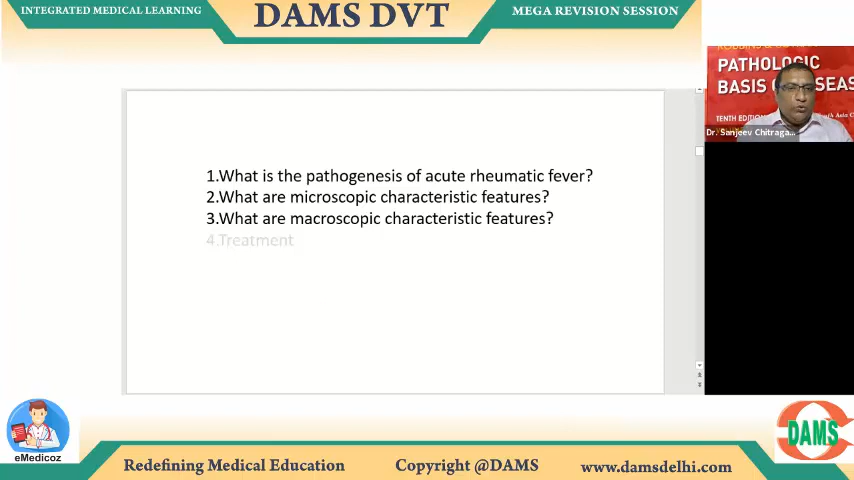 INTEGRATED MEDICAL LEARNING
DAMS DVT
MEGA REVISION SESSION
PATHOLOGIC
BASIS
TENTH EDITION
Dr. Sanjeev Chitraga...
1.What is the pathogenesis of acute rheumatic fever?
2.What are microscopic characteristic features?
3.What are macroscopic characteristic features?
4.Treatment
eMedicoz
DAMS
Redefining Medical Education
Copyright @DAMS
www.damsdelhi.com